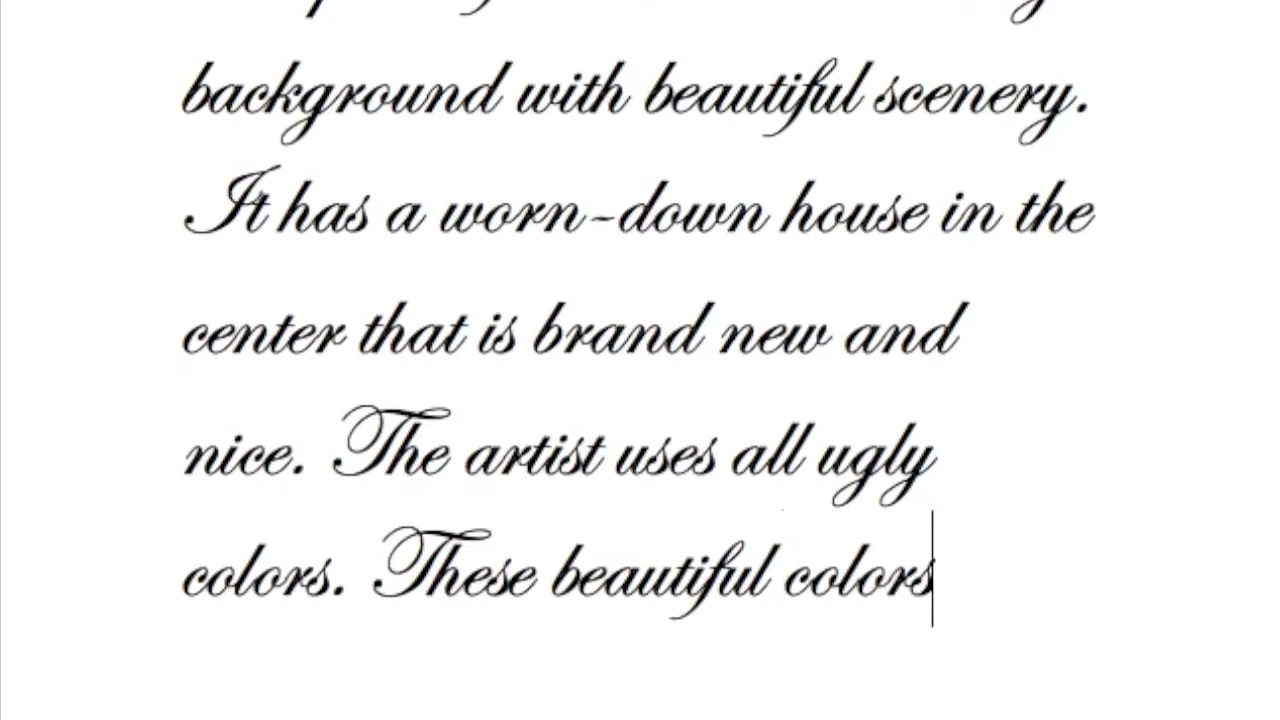 background with beautiful scenery.
It has a worn-down house in the
center that is brand new and
nice. The artist uses all ugly
colors. These beautiful colors